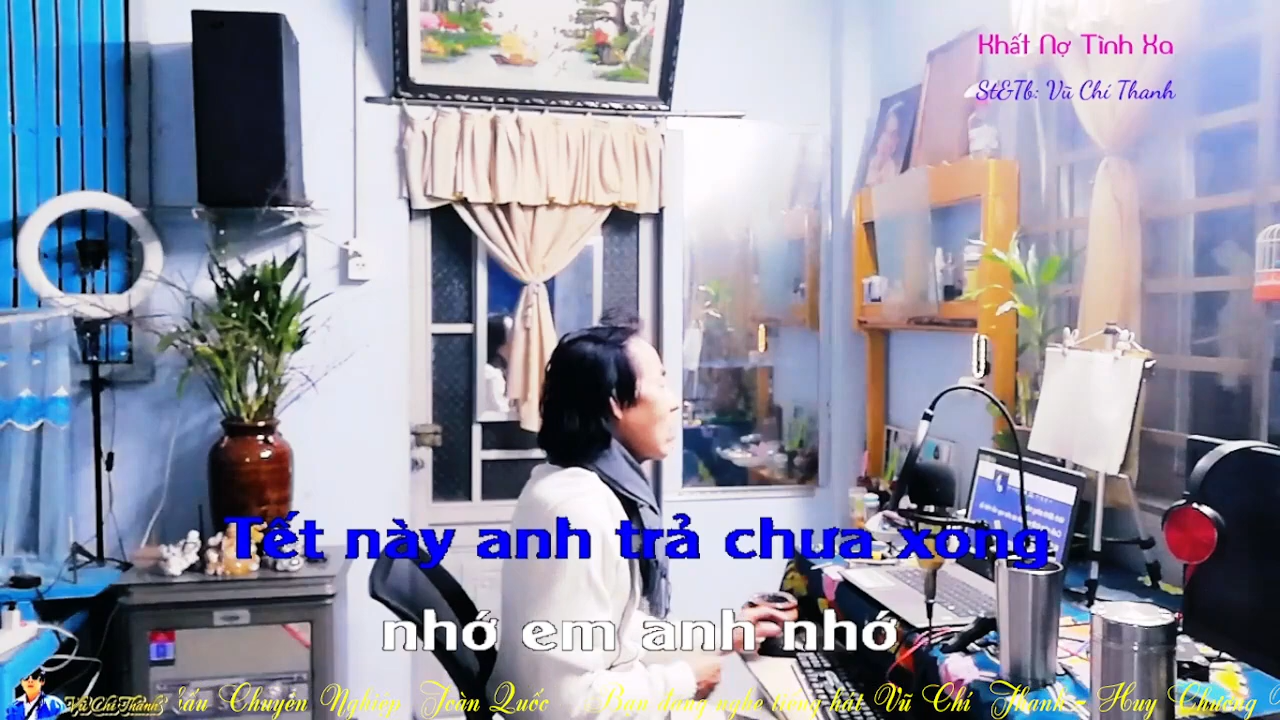 Khất Nợ Tình Xa
St&Tb: Vũ Chí Thanh
Tết này anh trả chưa xong
nhớ em anh nhớ
Vũ Chí Thanh Tấu Chuyên Nghiệp Toàn Quốc Bạn đang nghe tiếng hát Vũ Chí Thanh - Huy Chương